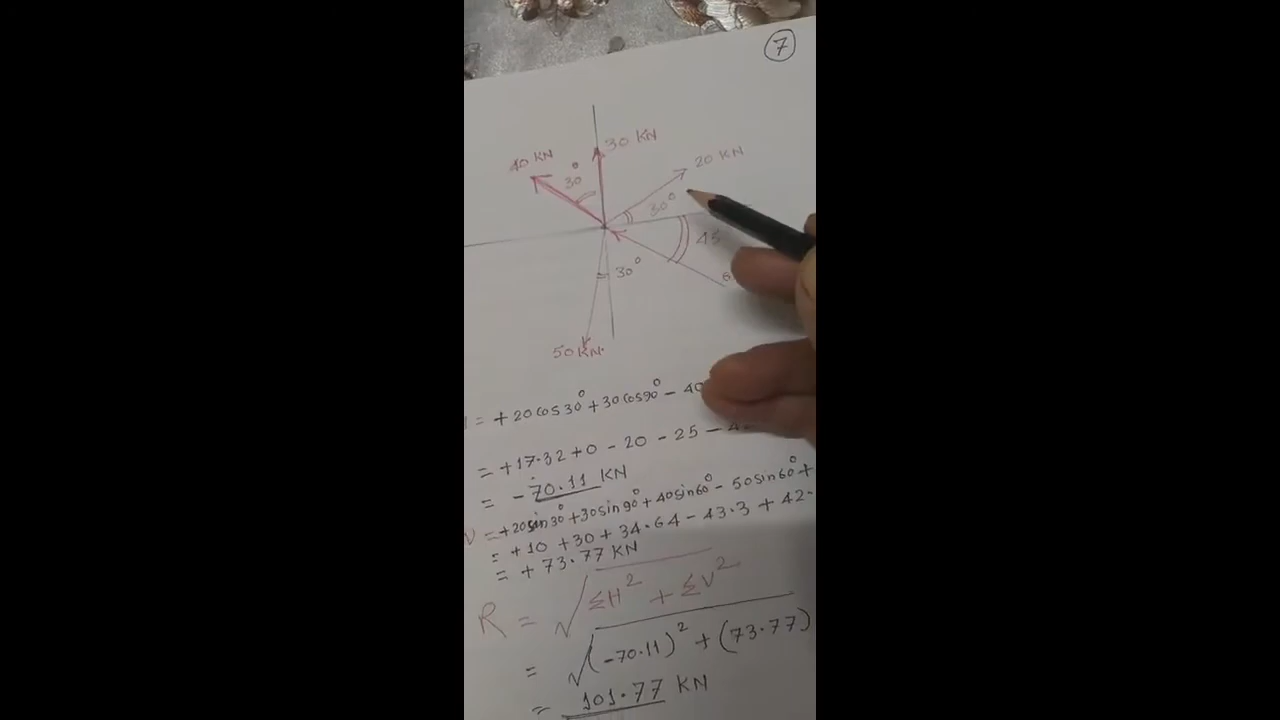 7
30 KN
40 KN
30°
20 KN
30°
45
30°
50 KN.
= +20 cos 30° + 30 cos 90° - 40
= +17.32 + 0 - 20 - 25 -
= -70.11 KN
= +20 sin 30° + 30 sin 90° + 40 sin 60° - 50 sin 60° +
= +10 + 30 + 34.64 - 43.3 + 42.
= +73.77 KN
R = √ΣH² + ΣV²
= √(-70.11)² + (73.77)
= 101.77 KN